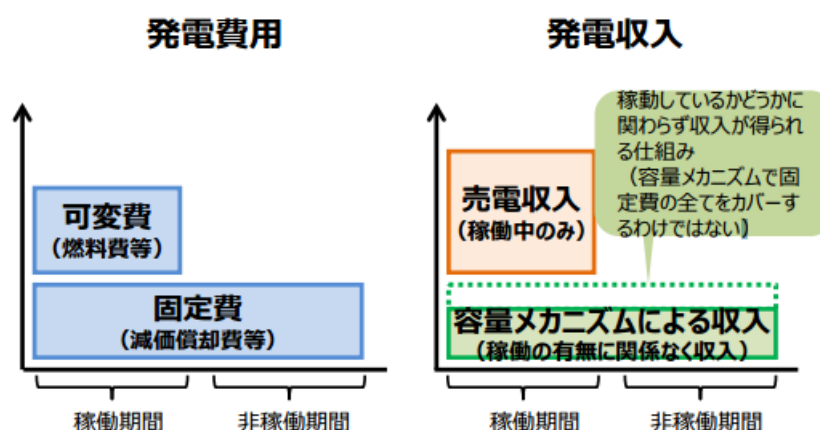 発電費用
可変費
（燃料費等）
固定費
（減価償却費等）
稼働期間
非稼働期間
発電収入
稼働しているかどうかに
関わらず収入が得られ
る仕組み
（容量メカニズムで固
定費の全てをカバーす
るわけではない）
売電収入
（稼働中のみ）
容量メカニズムによる収入
（稼働の有無に関係なく収入）
稼働期間
非稼働期間